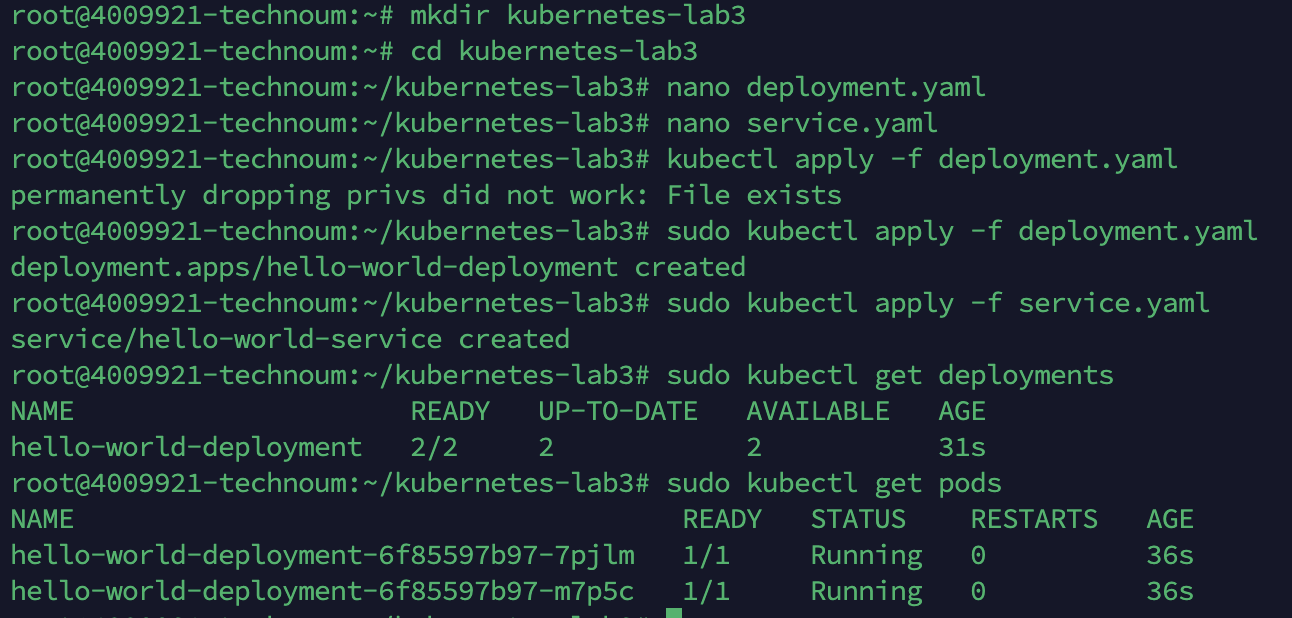 root@4009921-technoum:~# mkdir kubernetes-lab3
root@4009921-technoum:~# cd kubernetes-lab3
root@4009921-technoum:~/kubernetes-lab3# nano deployment.yaml
root@4009921-technoum:~/kubernetes-lab3# nano service.yaml
root@4009921-technoum:~/kubernetes-lab3# kubectl apply -f deployment.yaml
permanently dropping privs did not work: File exists
root@4009921-technoum:~/kubernetes-lab3# sudo kubectl apply -f deployment.yaml
deployment.apps/hello-world-deployment created
root@4009921-technoum:~/kubernetes-lab3# sudo kubectl apply -f service.yaml
service/hello-world-service created
root@4009921-technoum:~/kubernetes-lab3# sudo kubectl get deployments
NAME                     READY   UP-TO-DATE   AVAILABLE   AGE
hello-world-deployment   2/2     2            2           31s
root@4009921-technoum:~/kubernetes-lab3# sudo kubectl get pods
NAME                                      READY   STATUS    RESTARTS   AGE
hello-world-deployment-6f85597b97-7pjlm   1/1     Running   0          36s
hello-world-deployment-6f85597b97-m7p5c   1/1     Running   0          36s